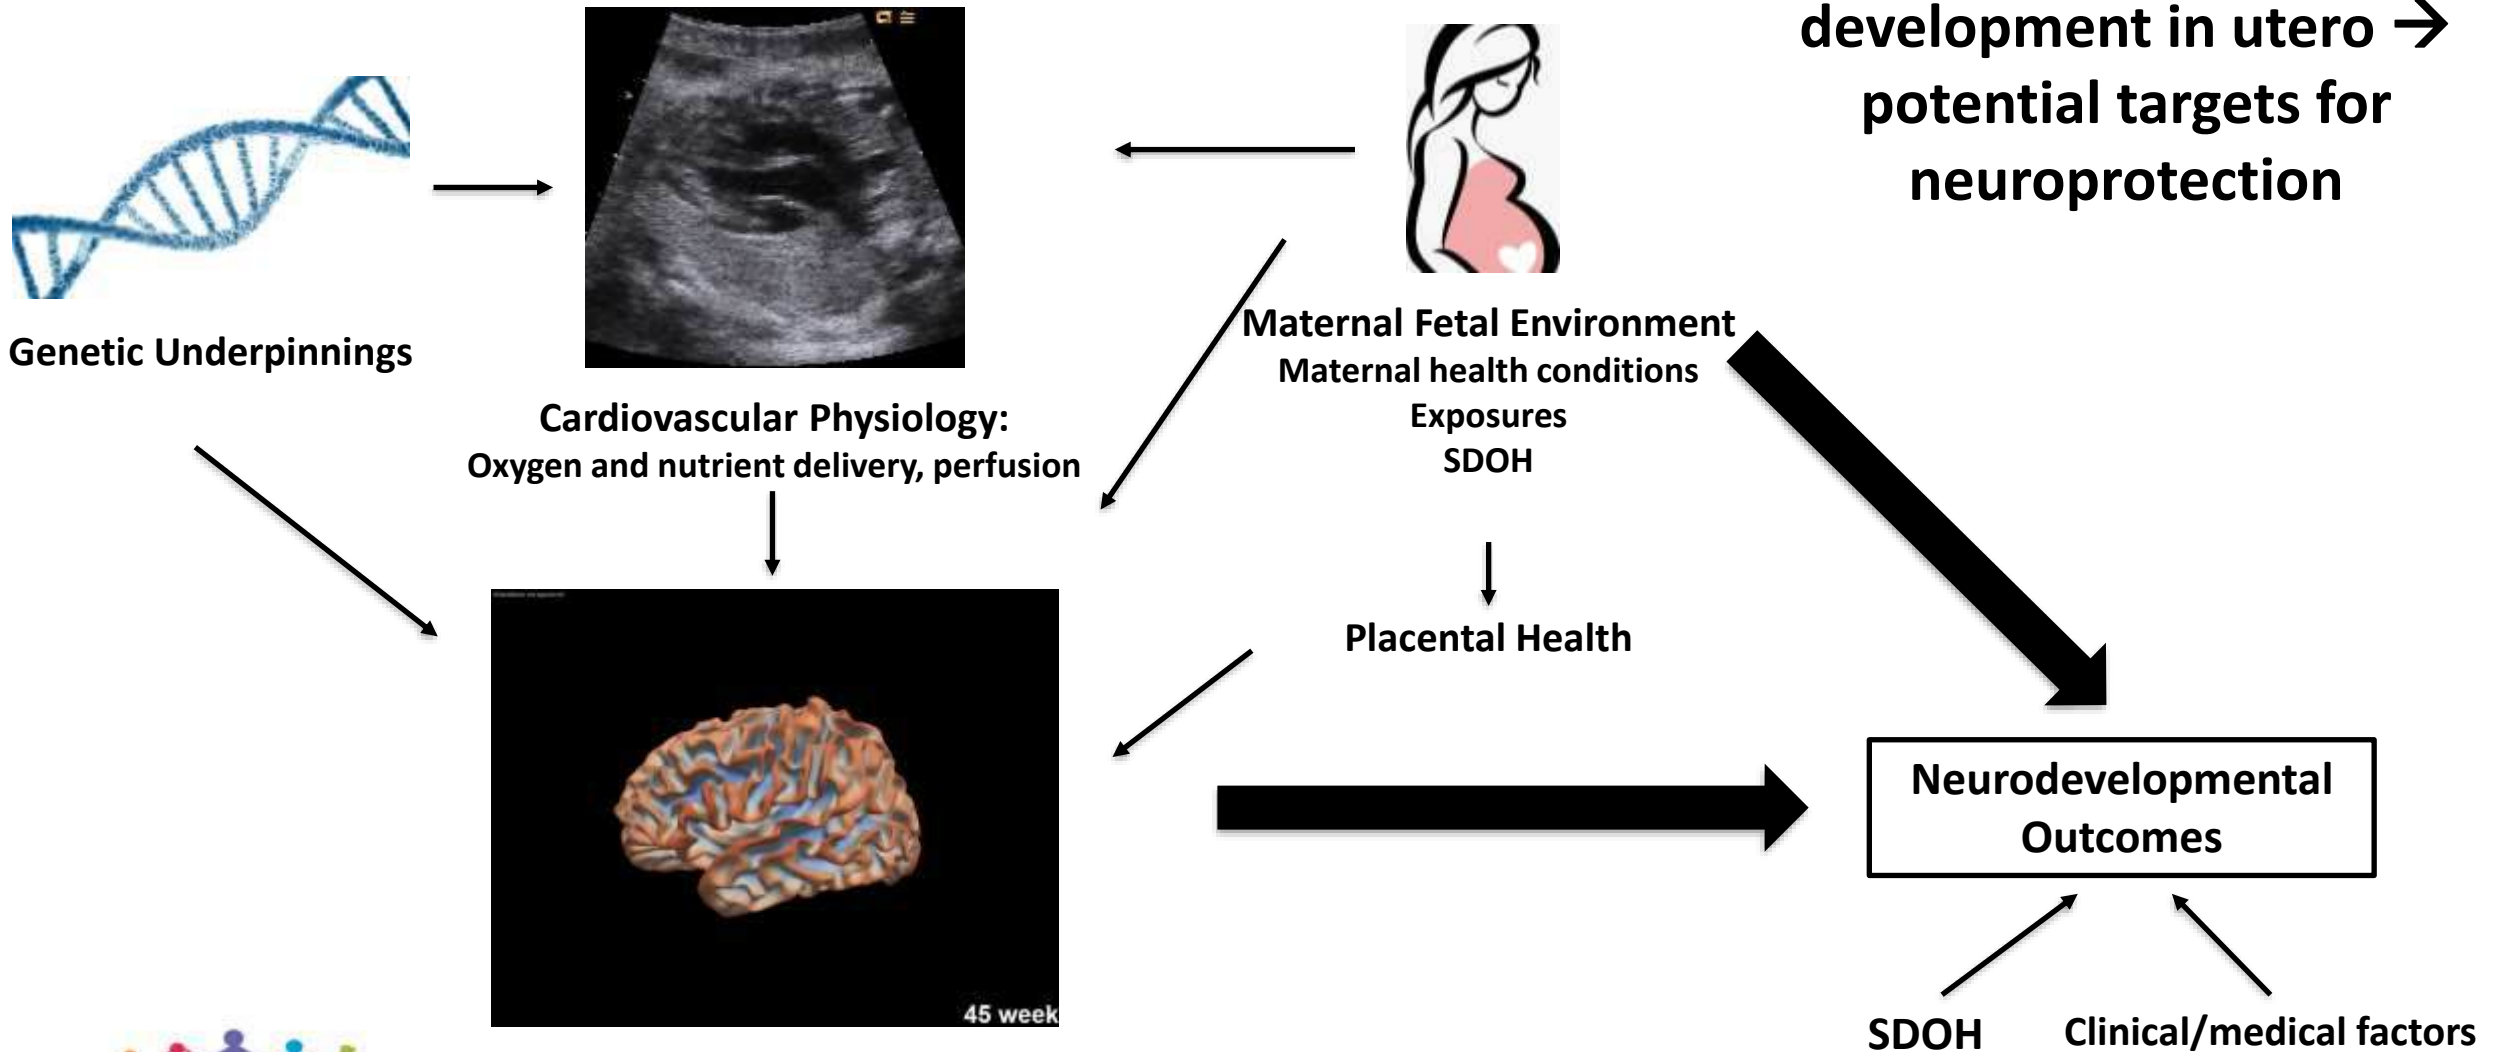 development in utero →
potential targets for
neuroprotection
Genetic Underpinnings
Cardiovascular Physiology:
Oxygen and nutrient delivery, perfusion
Maternal Fetal Environment
Maternal health conditions
Exposures
SDOH
Placental Health
45 week
Neurodevelopmental
Outcomes
SDOH
Clinical/medical factors